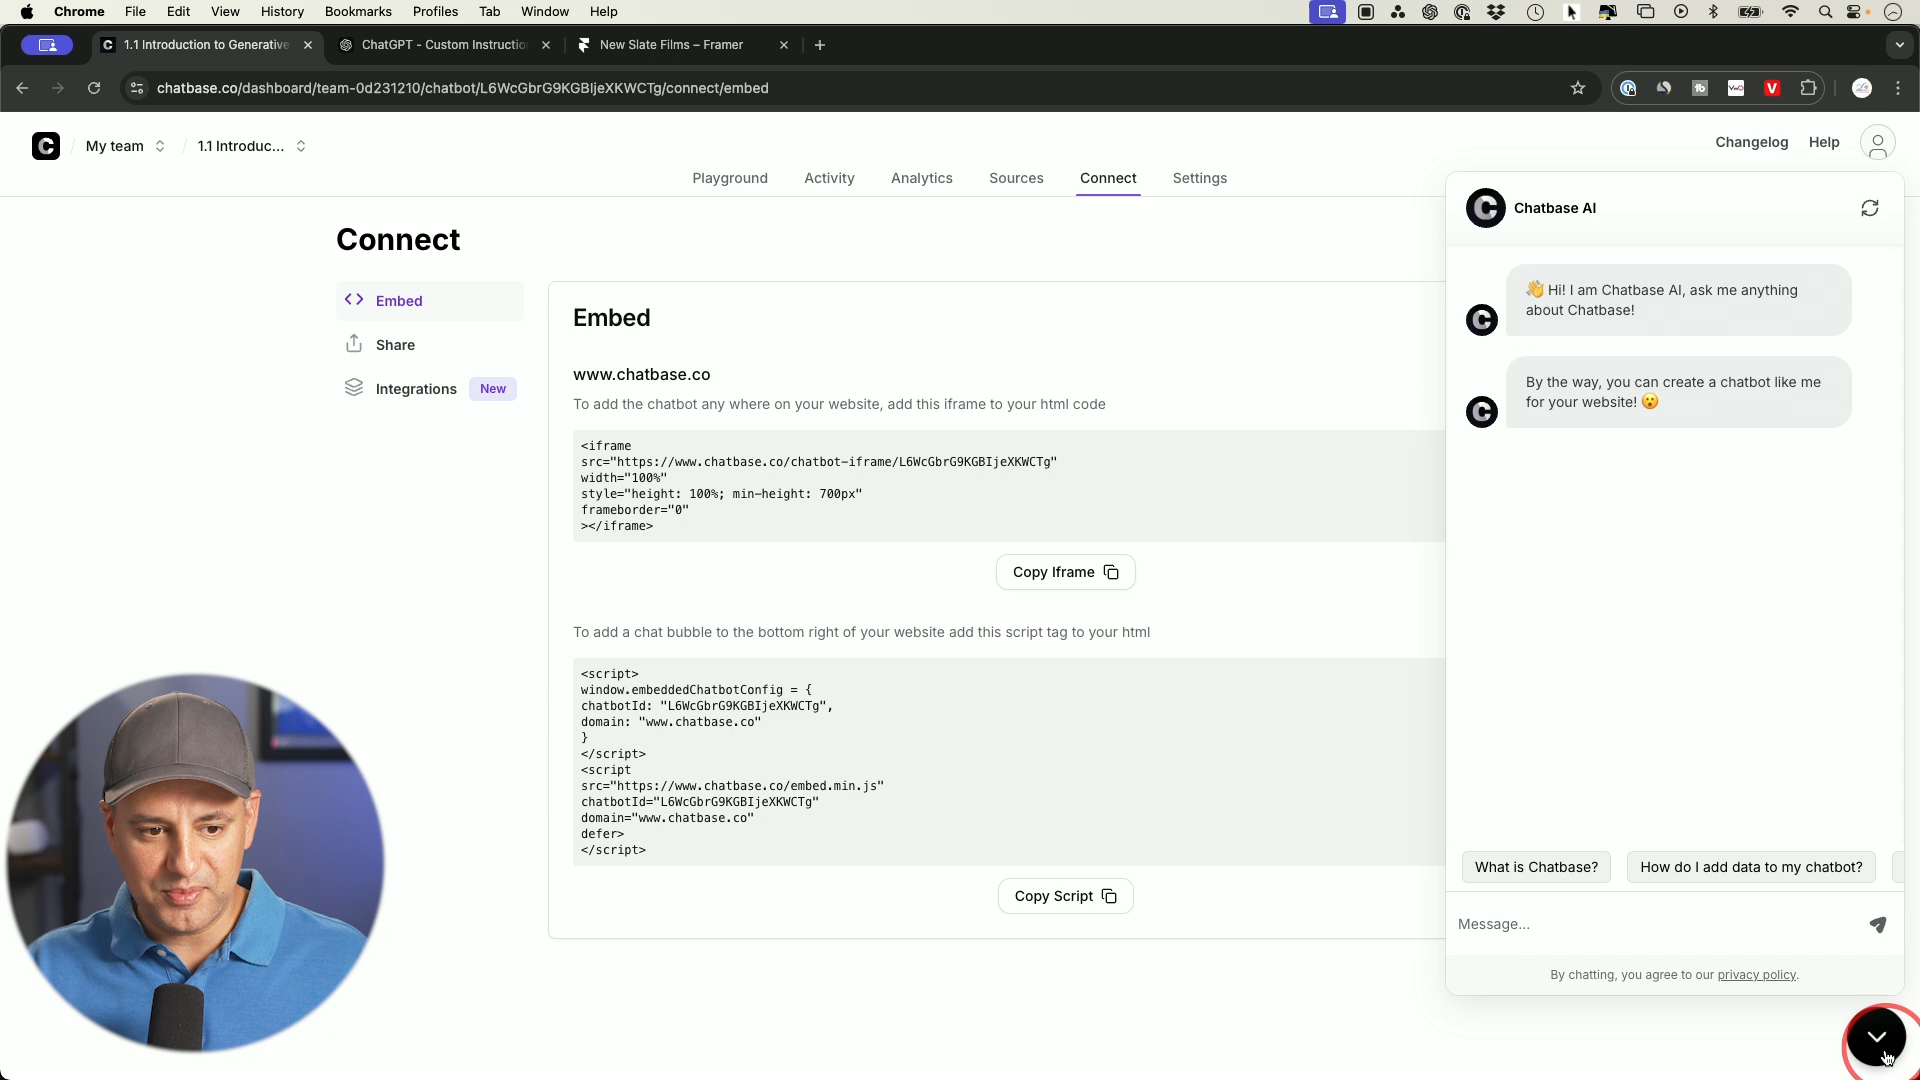 Chrome File Edit View History Bookmarks Profiles Tab Window Help
1.1 Introduction to Generative
ChatGPT - Custom Instructio
New Slate Films – Framer
chatbase.co/dashboard/team-0d231210/chatbot/L6WcGbrG9KGBIjeXKWCTg/connect/embed
My team
1.1 Introduc...
Changelog Help
Playground Activity Analytics Sources Connect Settings
Connect
Embed
Share
Integrations New
Embed
www.chatbase.co
To add the chatbot any where on your website, add this iframe to your html code
<iframe
src="https://www.chatbase.co/chatbot-iframe/L6WcGbrG9KGBIjeXKWCTg"
width="100%"
style="height: 100%; min-height: 700px"
frameborder="0"
></iframe>
Copy Iframe
To add a chat bubble to the bottom right of your website add this script tag to your html
<script>
window.embeddedChatbotConfig = {
chatbotId: "L6WcGbrG9KGBIjeXKWCTg",
domain: "www.chatbase.co"
}
</script>
<script
src="https://www.chatbase.co/embed.min.js"
chatbotId="L6WcGbrG9KGBIjeXKWCTg"
domain="www.chatbase.co"
defer>
</script>
Copy Script
Chatbase AI
👋 Hi! I am Chatbase AI, ask me anything
about Chatbase!
By the way, you can create a chatbot like me
for your website! 😮
What is Chatbase?
How do I add data to my chatbot?
Message...
By chatting, you agree to our privacy policy.